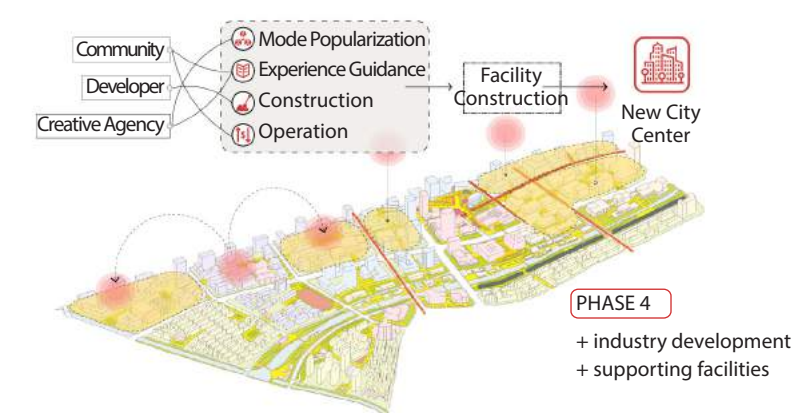 Community
Developer
Creative Agency
Mode Popularization
Experience Guidance
Construction
Operation
Facility
Construction
New City
Center
PHASE 4
+ industry development
+ supporting facilities